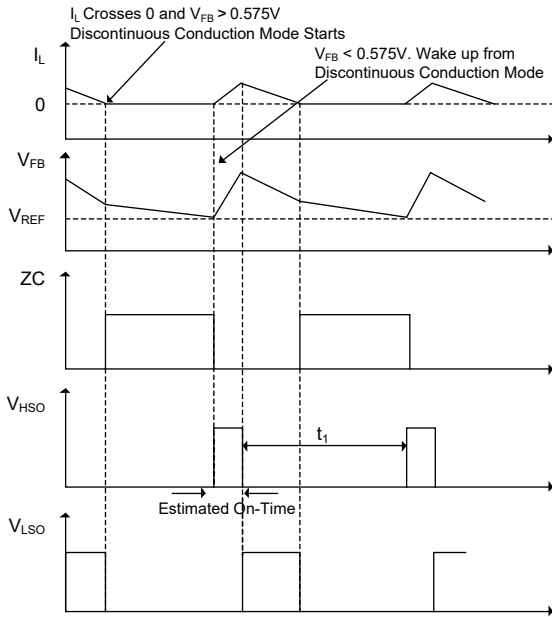 I_L Crosses 0 and V_FB > 0.575V
Discontinuous Conduction Mode Starts
V_FB < 0.575V. Wake up from
Discontinuous Conduction Mode
I_L
0
V_FB
V_REF
ZC
V_HSO
t_1
Estimated On-Time
V_LSO